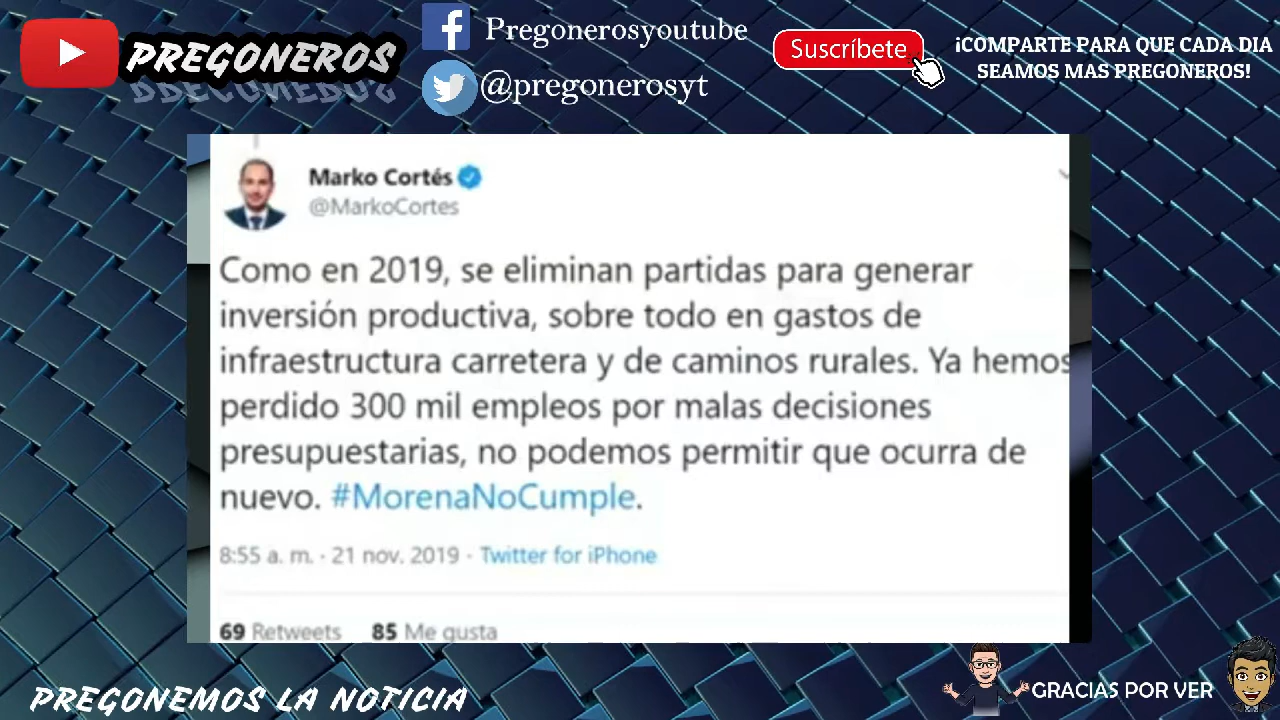 PREGONEROS
Pregonerosyoutube
@pregonerosyt
Suscríbete
¡COMPARTE PARA QUE CADA DIA
SEAMOS MAS PREGONEROS!
Marko Cortés
@MarkoCortes
Como en 2019, se eliminan partidas para generar
inversión productiva, sobre todo en gastos de
infraestructura carretera y de caminos rurales. Ya hemos
perdido 300 mil empleos por malas decisiones
presupuestarias, no podemos permitir que ocurra de
nuevo. #MorenaNoCumple.
8:55 a. m. · 21 nov. 2019 · Twitter for iPhone
69 Retweets 85 Me gusta
PREGONEMOS LA NOTICIA
GRACIAS POR VER